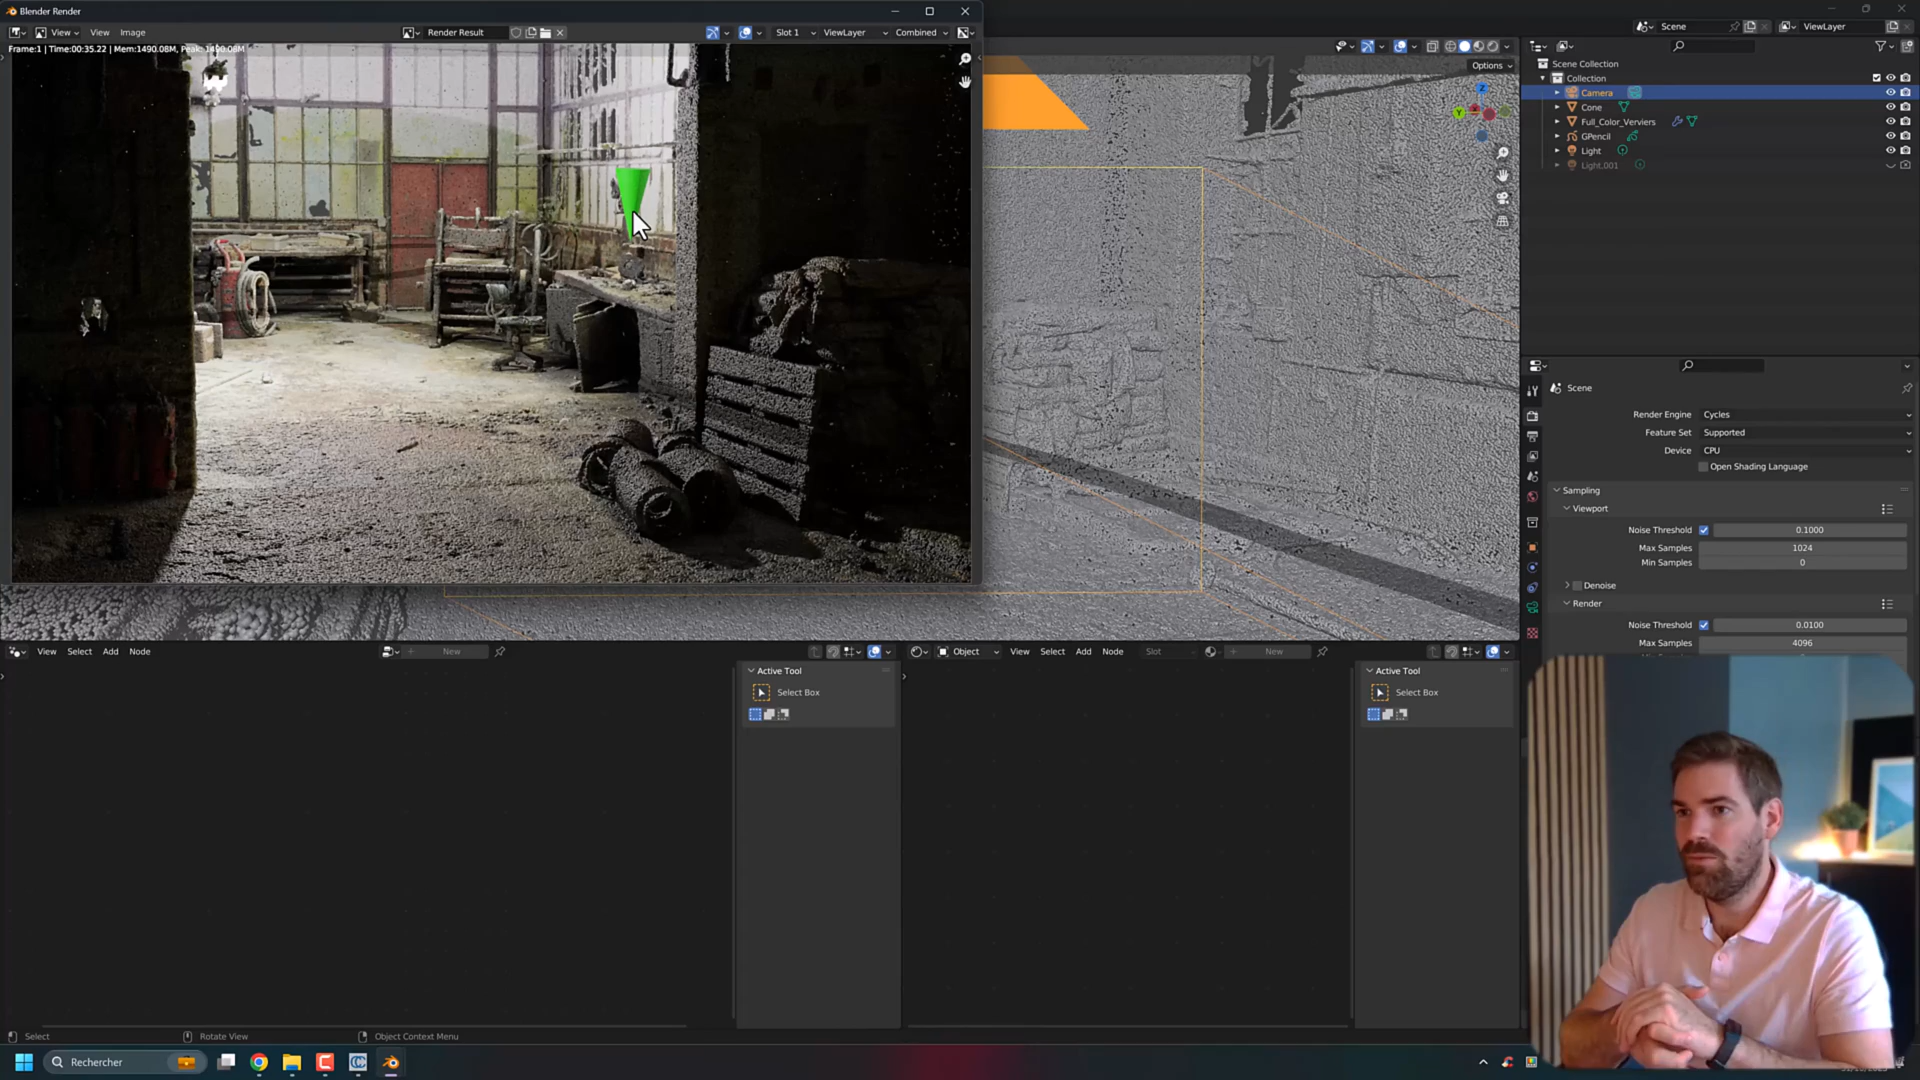 Blender Render
View View Image Render Result Slot 1 ViewLayer Combined
Frame:1 | Time:00:35.22 | Mem:1490.08M, Peak: 1490.08M
Scene ViewLayer
Options
Scene Collection
Collection
Camera
Cone
Full_Color_Verviers
GPencil
Light
Light.001
Scene
Render Engine Cycles
Feature Set Supported
Device CPU
Open Shading Language
Sampling
Viewport
Noise Threshold 0.1000
Max Samples 1024
Min Samples 0
Denoise
Render
Noise Threshold 0.0100
Max Samples 4096
View Select Add Node New
Object View Select Add Node Slot New
Active Tool
Select Box
Active Tool
Select Box
Select Rotate View Object Context Menu
Rechercher